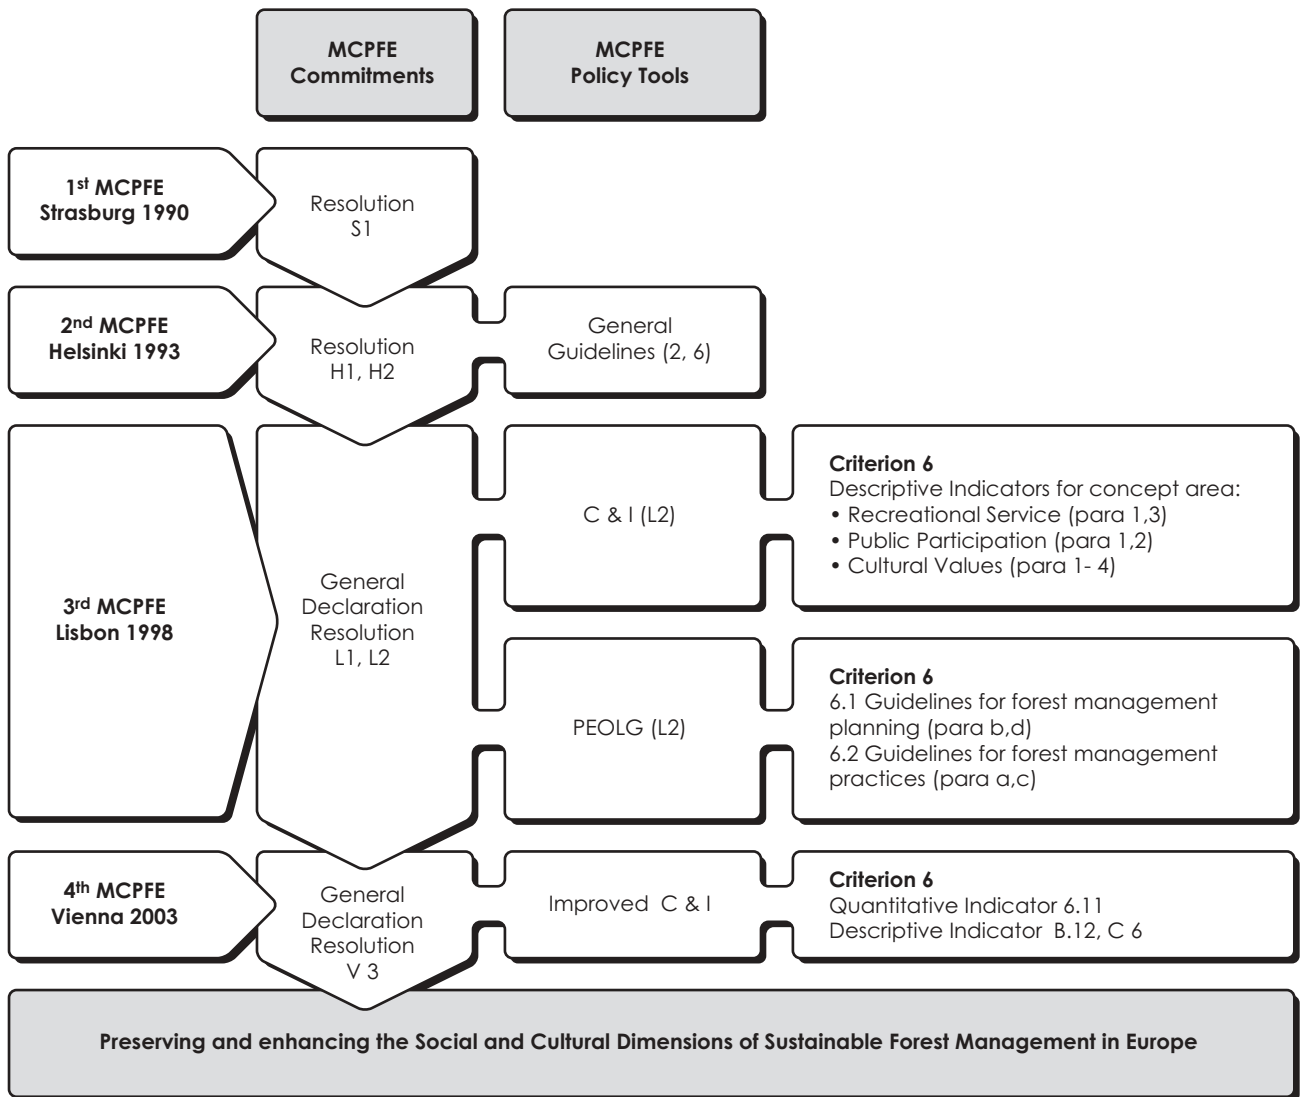 MCPFE
Commitments
MCPFE
Policy Tools
1st MCPFE
Strasburg 1990
Resolution
S1
2nd MCPFE
Helsinki 1993
Resolution
H1, H2
General
Guidelines (2, 6)
3rd MCPFE
Lisbon 1998
General
Declaration
Resolution
L1, L2
C & I (L2)
Criterion 6
Descriptive Indicators for concept area:
• Recreational Service (para 1,3)
• Public Participation (para 1,2)
• Cultural Values (para 1- 4)
PEOLG (L2)
Criterion 6
6.1 Guidelines for forest management
planning (para b,d)
6.2 Guidelines for forest management
practices (para a,c)
4th MCPFE
Vienna 2003
General
Declaration
Resolution
V 3
Improved C & I
Criterion 6
Quantitative Indicator 6.11
Descriptive Indicator B.12, C 6
Preserving and enhancing the Social and Cultural Dimensions of Sustainable Forest Management in Europe